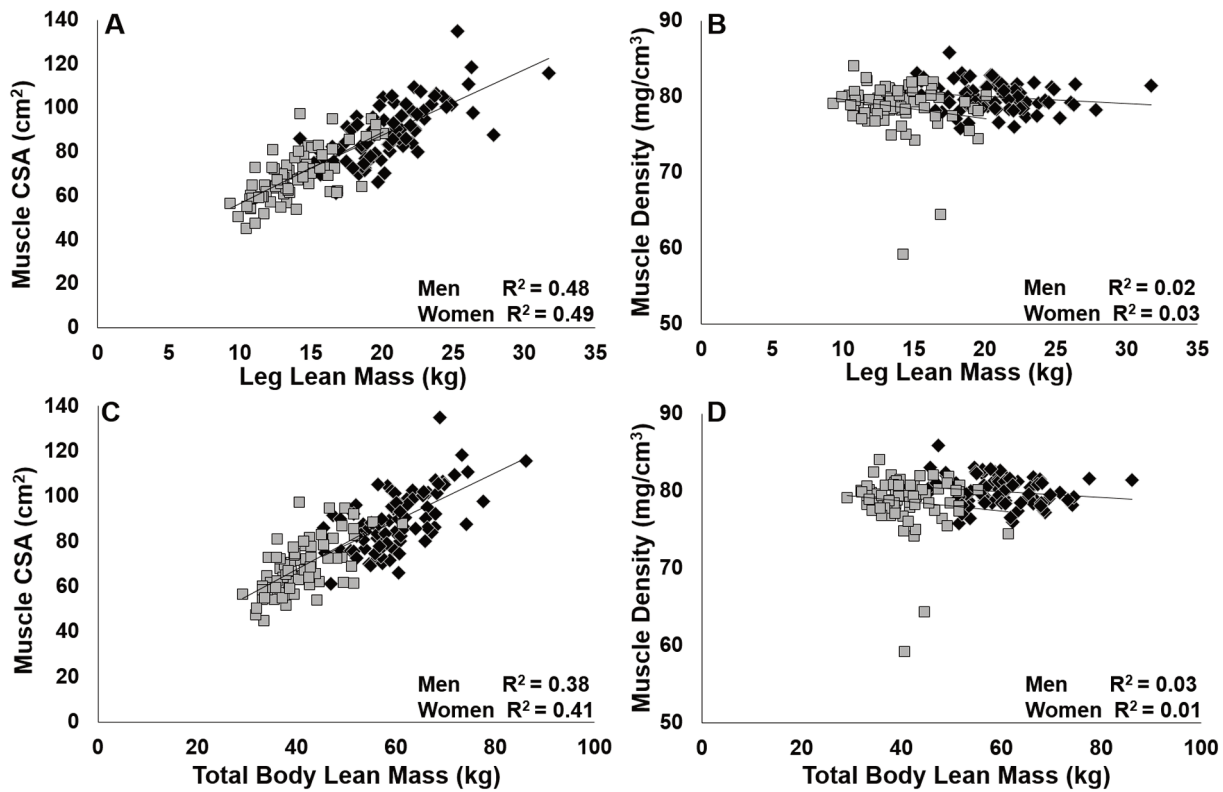 A
Muscle CSA (cm²)
140
120
100
80
60
40
20
0
Men R² = 0.48
Women R² = 0.49
0 5 10 15 20 25 30 35
Leg Lean Mass (kg)
B
Muscle Density (mg/cm³)
90
80
70
60
50
Men R² = 0.02
Women R² = 0.03
0 5 10 15 20 25 30 35
Leg Lean Mass (kg)
C
Muscle CSA (cm²)
140
120
100
80
60
40
20
0
Men R² = 0.38
Women R² = 0.41
0 20 40 60 80 100
Total Body Lean Mass (kg)
D
Muscle Density (mg/cm³)
90
80
70
60
50
Men R² = 0.03
Women R² = 0.01
0 20 40 60 80 100
Total Body Lean Mass (kg)